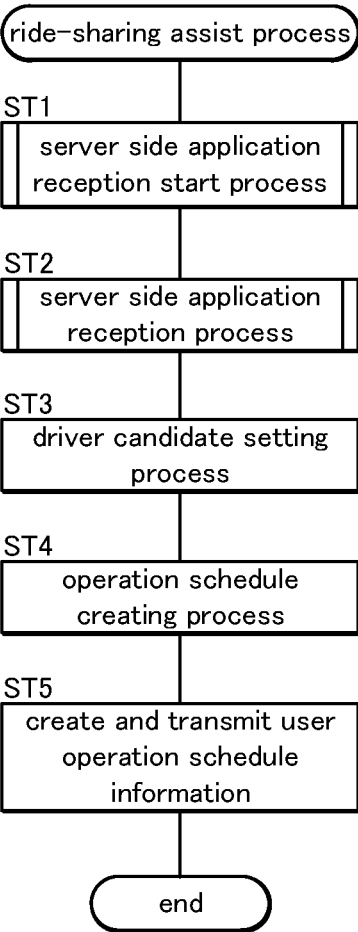 ride-sharing assist process
ST1
server side application
reception start process
ST2
server side application
reception process
ST3
driver candidate setting
process
ST4
operation schedule
creating process
ST5
create and transmit user
operation schedule
information
end